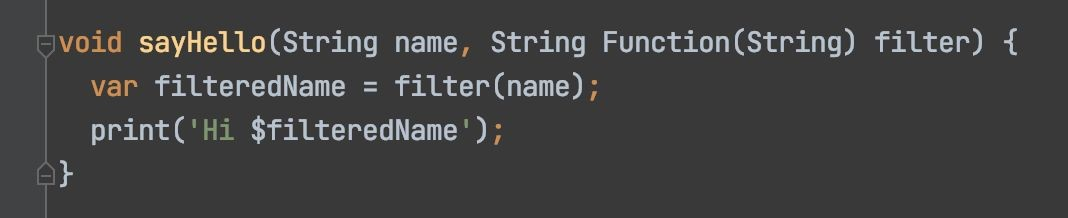 void sayHello(String name, String Function(String) filter) {
  var filteredName = filter(name);
  print('Hi $filteredName');
}